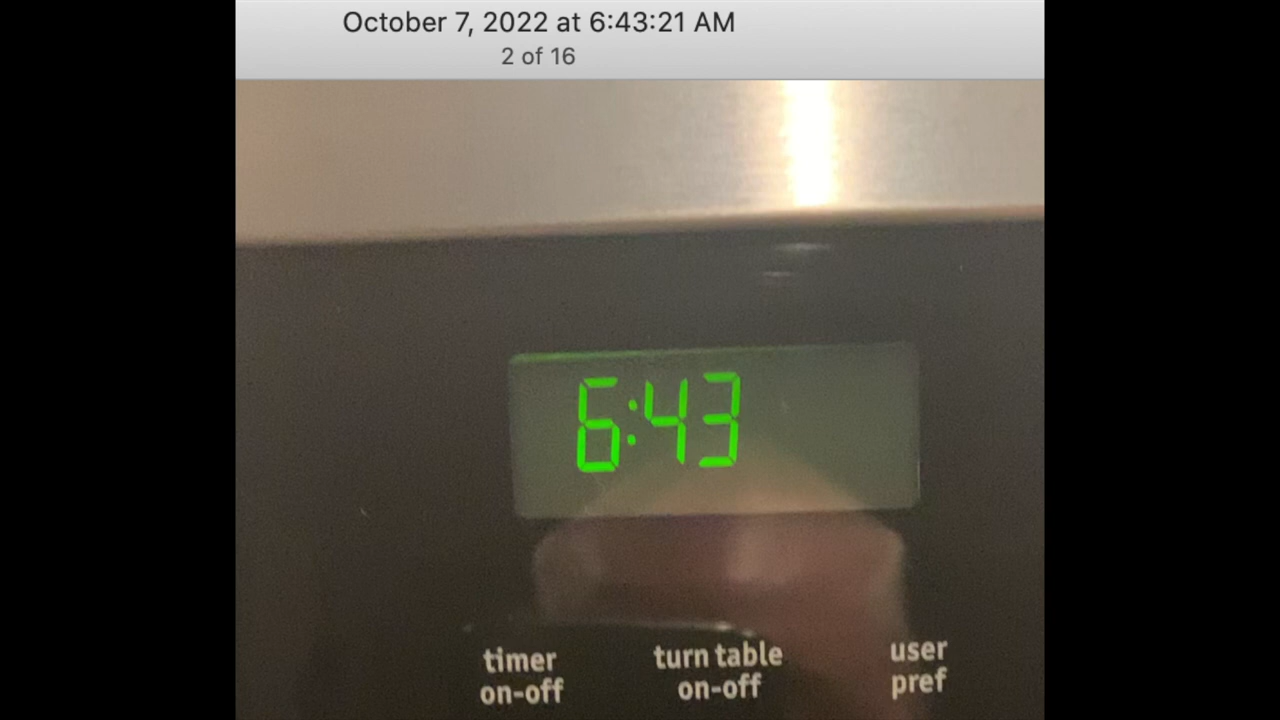 October 7, 2022 at 6:43:21 AM
2 of 16
6:43
timer
on-off
turn table
on-off
user
pref